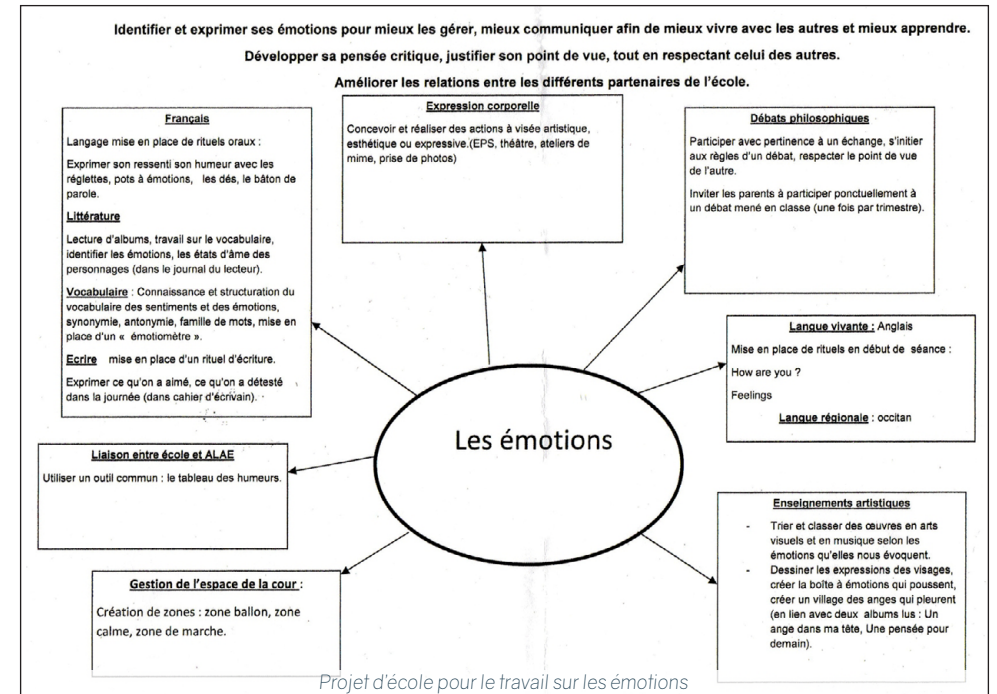 Identifier et exprimer ses émotions pour mieux les gérer, mieux communiquer afin de mieux vivre avec les autres et mieux apprendre.
Développer sa pensée critique, justifier son point de vue, tout en respectant celui des autres.
Améliorer les relations entre les différents partenaires de l'école.
Français
Langage mise en place de rituels oraux :
Exprimer son ressenti son humeur avec les
réglettes, pots à émotions, les dés, le bâton de
parole.
Littérature
Lecture d'albums, travail sur le vocabulaire,
identifier les émotions, les états d'âme des
personnages (dans le journal du lecteur).
Vocabulaire : Connaissance et structuration du
vocabulaire des sentiments et des émotions,
synonymie, antonymie, famille de mots, mise en
place d'un « émotiomètre ».
Ecrire mise en place d'un rituel d'écriture.
Exprimer ce qu'on a aimé, ce qu'on a détesté
dans la journée (dans cahier d'écrivain).
Expression corporelle
Concevoir et réaliser des actions à visée artistique,
esthétique ou expressive.(EPS, théâtre, ateliers de
mime, prise de photos)
Débats philosophiques
Participer avec pertinence à un échange, s'initier
aux règles d'un débat, respecter le point de vue
de l'autre.
Inviter les parents à participer ponctuellement à
un débat mené en classe (une fois par trimestre).
Langue vivante : Anglais
Mise en place de rituels en début de séance :
How are you ?
Feelings
Langue régionale : occitan
Les émotions
Liaison entre école et ALAE
Utiliser un outil commun : le tableau des humeurs.
Gestion de l'espace de la cour :
Création de zones : zone ballon, zone
calme, zone de marche.
Enseignements artistiques
- Trier et classer des œuvres en arts
visuels et en musique selon les
émotions qu'elles nous évoquent.
- Dessiner les expressions des visages,
créer la boîte à émotions qui poussent,
créer un village des anges qui pleurent
(en lien avec deux albums lus : Un
ange dans ma tête, Une pensée pour
demain).
Projet d'école pour le travail sur les émotions